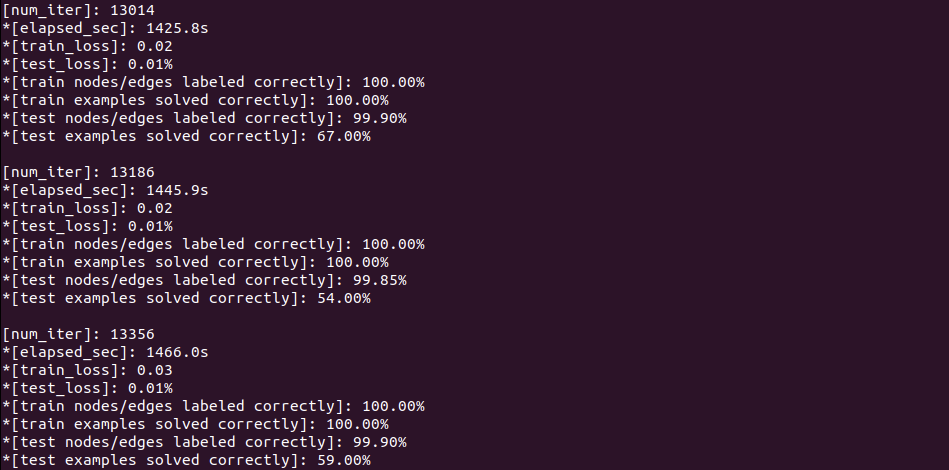 [num_iter]: 13014
*[elapsed_sec]: 1425.8s
*[train_loss]: 0.02
*[test_loss]: 0.01%
*[train nodes/edges labeled correctly]: 100.00%
*[train examples solved correctly]: 100.00%
*[test nodes/edges labeled correctly]: 99.90%
*[test examples solved correctly]: 67.00%
[num_iter]: 13186
*[elapsed_sec]: 1445.9s
*[train_loss]: 0.02
*[test_loss]: 0.01%
*[train nodes/edges labeled correctly]: 100.00%
*[train examples solved correctly]: 100.00%
*[test nodes/edges labeled correctly]: 99.85%
*[test examples solved correctly]: 54.00%
[num_iter]: 13356
*[elapsed_sec]: 1466.0s
*[train_loss]: 0.03
*[test_loss]: 0.01%
*[train nodes/edges labeled correctly]: 100.00%
*[train examples solved correctly]: 100.00%
*[test nodes/edges labeled correctly]: 99.90%
*[test examples solved correctly]: 59.00%